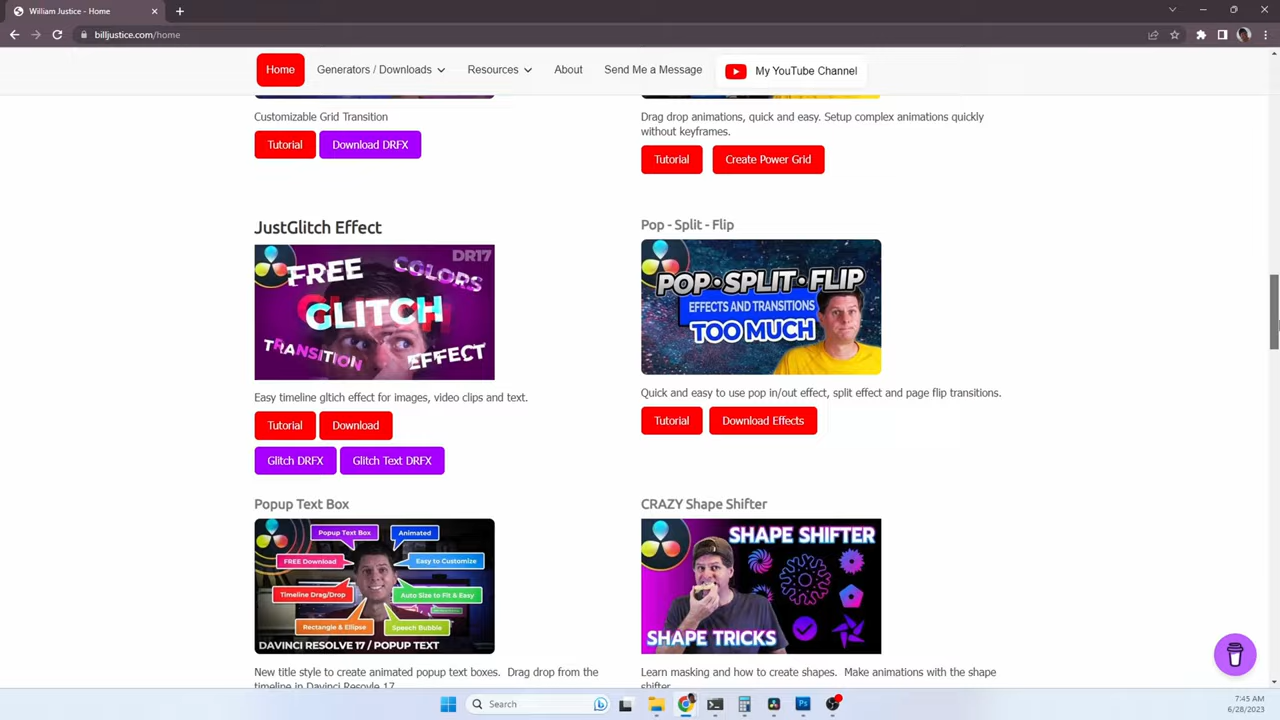 William Justice - Home
billjustice.com/home
Home
Generators / Downloads
Resources
About
Send Me a Message
My YouTube Channel
Customizable Grid Transition
Tutorial
Download DRFX
Drag drop animations, quick and easy. Setup complex animations quickly
without keyframes.
Tutorial
Create Power Grid
JustGlitch Effect
DR17
FREE
COLORS
GLITCH
TRANSITION
EFFECT
Easy timeline gltich effect for images, video clips and text.
Tutorial
Download
Glitch DRFX
Glitch Text DRFX
Pop - Split - Flip
POP•SPLIT•FLIP
EFFECTS AND TRANSITIONS
TOO MUCH
Quick and easy to use pop in/out effect, split effect and page flip transitions.
Tutorial
Download Effects
Popup Text Box
Popup Text Box
Animated
FREE Download
Easy to Customize
Timeline Drag/Drop
Auto Size to Fit & Easy
Rectangle & Ellipse
Speech Bubble
DAVINCI RESOLVE 17 / POPUP TEXT
New title style to create animated popup text boxes. Drag drop from the
timeline in Davinci Resovle 17
CRAZY Shape Shifter
SHAPE SHIFTER
SHAPE TRICKS
Learn masking and how to create shapes. Make animations with the shape
shifter
Search
Ps
7:45 AM
6/28/2023